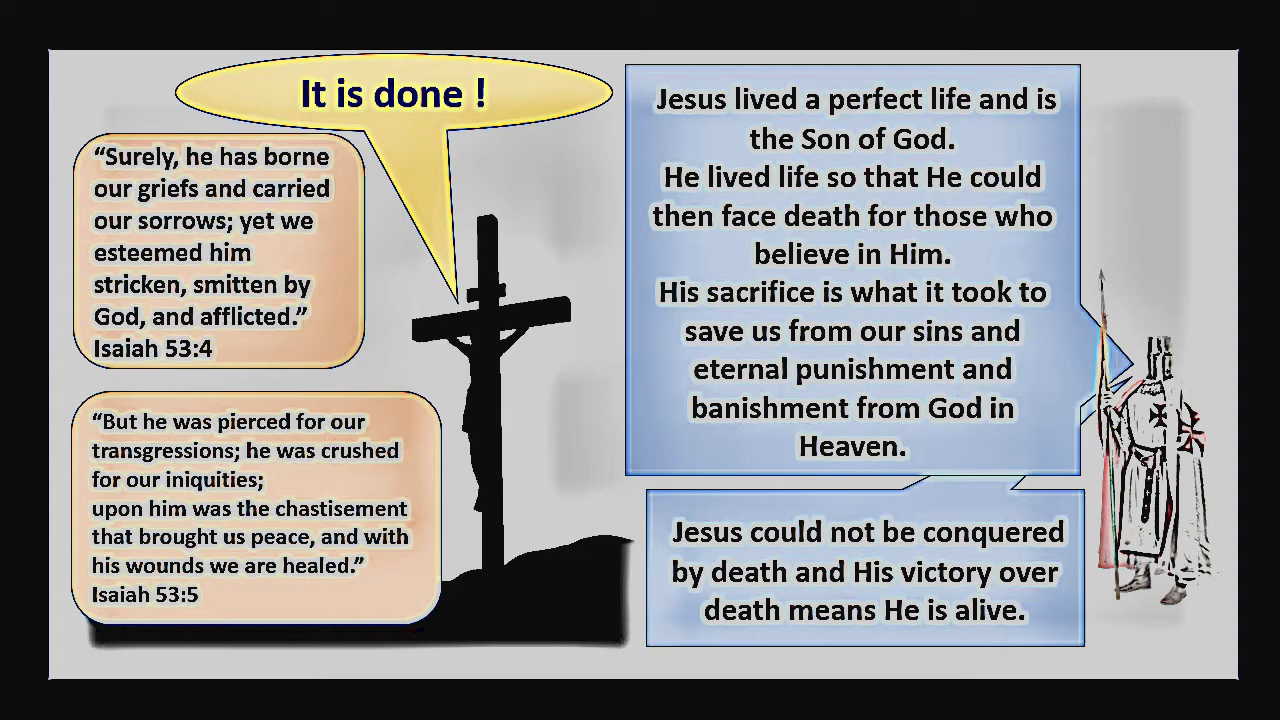 It is done !
“Surely, he has borne
our griefs and carried
our sorrows; yet we
esteemed him
stricken, smitten by
God, and afflicted.”
Isaiah 53:4
“But he was pierced for our
transgressions; he was crushed
for our iniquities;
upon him was the chastisement
that brought us peace, and with
his wounds we are healed.”
Isaiah 53:5
Jesus lived a perfect life and is
the Son of God.
He lived life so that He could
then face death for those who
believe in Him.
His sacrifice is what it took to
save us from our sins and
eternal punishment and
banishment from God in
Heaven.
Jesus could not be conquered
by death and His victory over
death means He is alive.